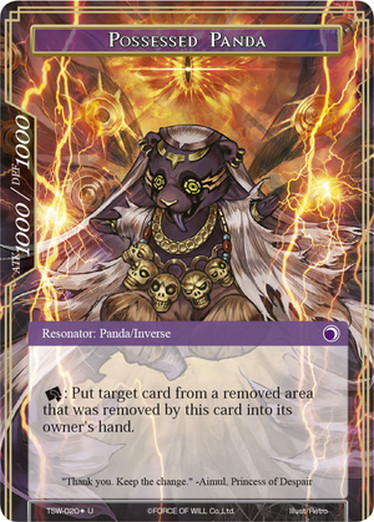 Possessed Panda
ATK 1000 / DEF 1000
Resonator: Panda/Inverse
: Put target card from a removed area
that was removed by this card into its
owner's hand.
"Thank you. Keep the change." -Aimul, Princess of Despair
TSW-020 U ©FORCE OF WILL Co.,Ltd. Illust/Retro